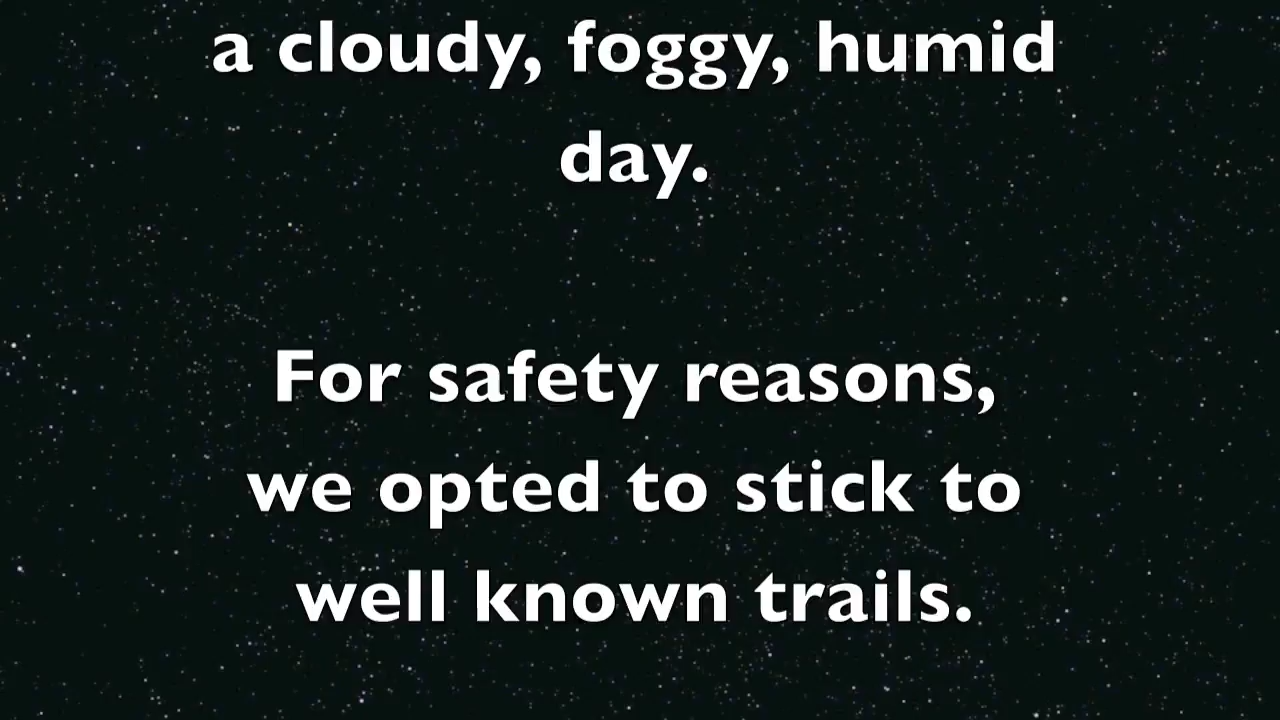 a cloudy, foggy, humid
day.
For safety reasons,
we opted to stick to
well known trails.